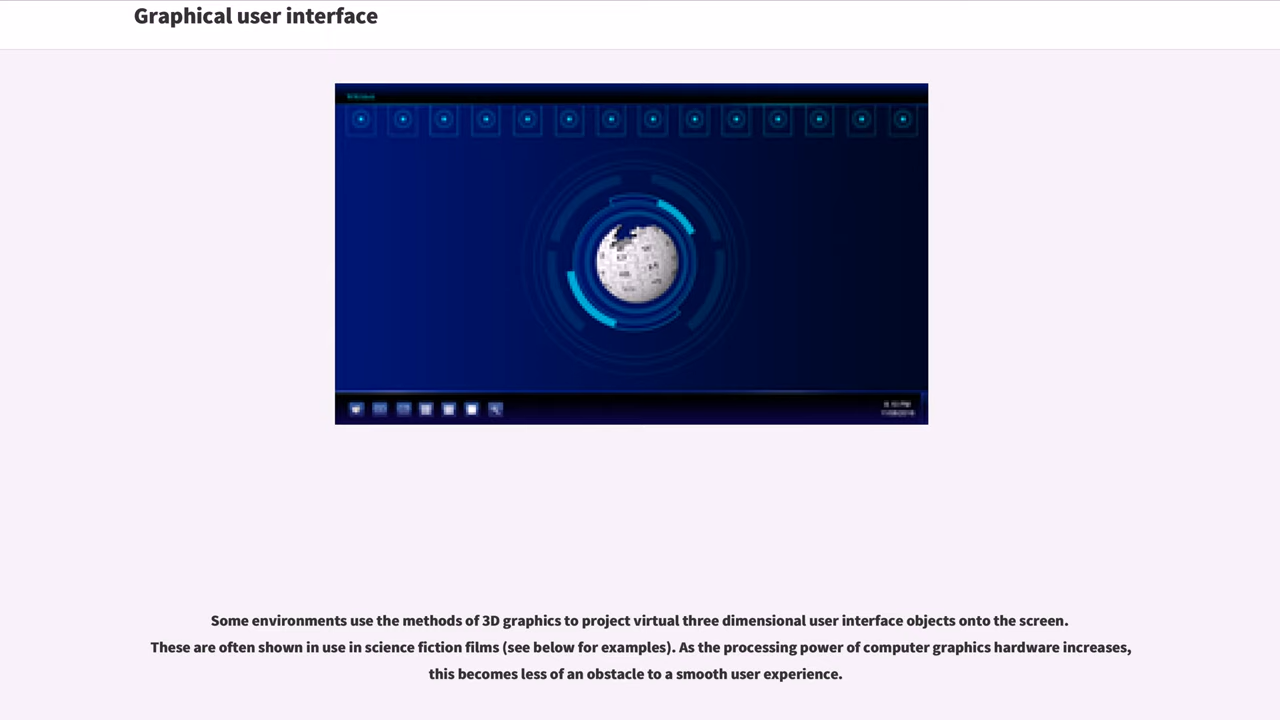 Graphical user interface
Some environments use the methods of 3D graphics to project virtual three dimensional user interface objects onto the screen.
These are often shown in use in science fiction films (see below for examples). As the processing power of computer graphics hardware increases,
this becomes less of an obstacle to a smooth user experience.